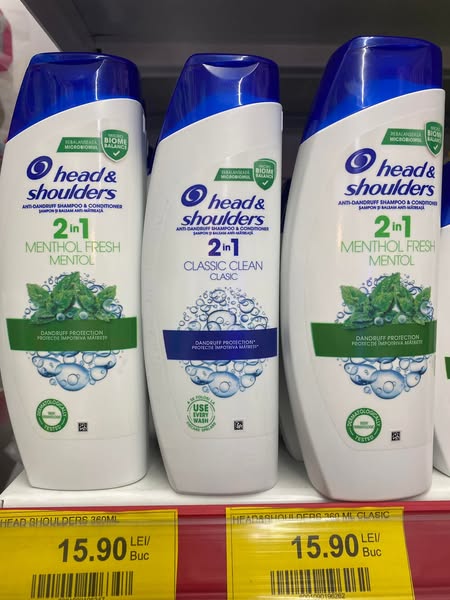 REBALANSEAZĂ
MICROBIOMUL
BIOME
BALANCE
head &
shoulders
ANTI-DANDRUFF SHAMPOO & CONDITIONER
ȘAMPON ȘI BALSAM ANTI-MĂTREAȚĂ
2in1
MENTHOL FRESH
MENTOL
DANDRUFF PROTECTION
PROTECȚIE ÎMPOTRIVA MĂTREȚII
DERMATOLOGICALLY
TESTED
REBALANSEAZĂ
MICROBIOMUL
BIOME
BALANCE
head &
shoulders
ANTI-DANDRUFF SHAMPOO & CONDITIONER
ȘAMPON ȘI BALSAM ANTI-MĂTREAȚĂ
2in1
CLASSIC CLEAN
CLASIC
DANDRUFF PROTECTION*
PROTECȚIE ÎMPOTRIVA MĂTREȚII*
USE
EVERY
WASH
REBALANSEAZĂ
MICROBIOMUL
BIOME
BALANCE
head &
shoulders
ANTI-DANDRUFF SHAMPOO & CONDITIONER
ȘAMPON ȘI BALSAM ANTI-MĂTREAȚĂ
2in1
MENTHOL FRESH
MENTOL
DANDRUFF PROTECTION
PROTECȚIE ÎMPOTRIVA MĂTREȚII
DERMATOLOGICALLY
TESTED
HEAD SHOULDERS 360ML
15.90 LEI/
Buc
HEAD&SHOULDERS 360 ML CLASIC
15.90 LEI/
Buc